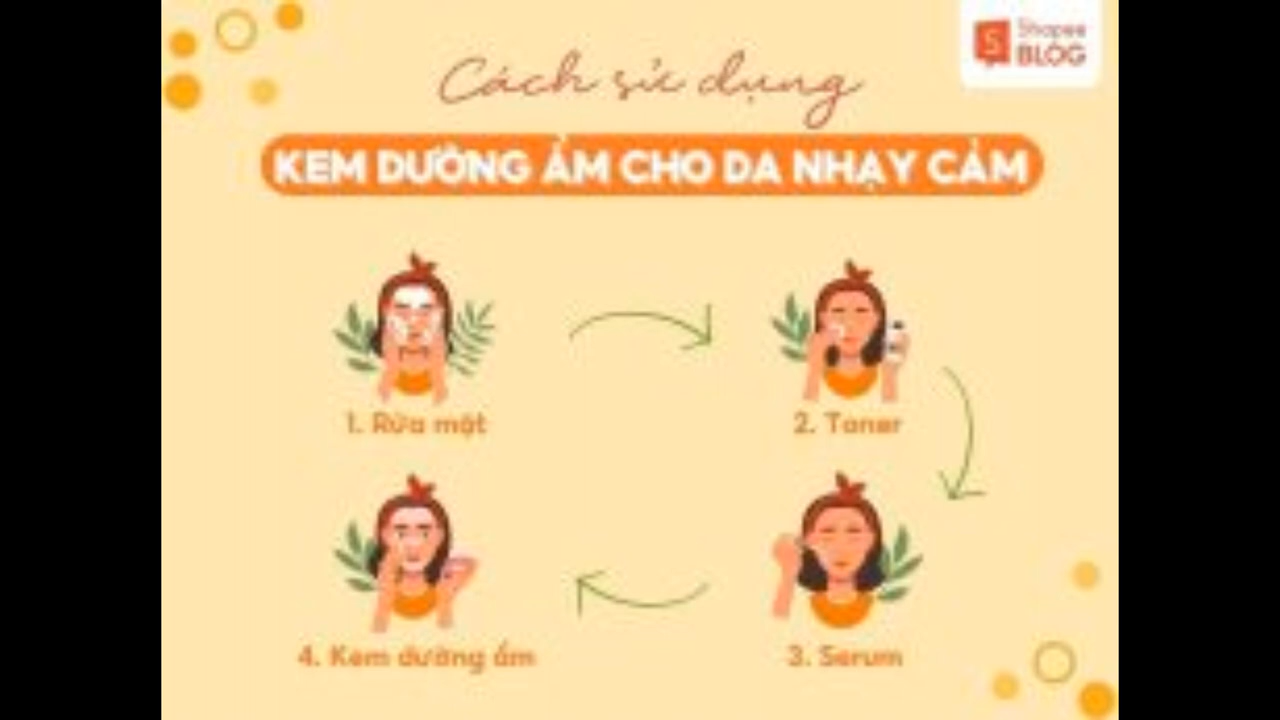 Shopee
BLOG
Cách sử dụng
KEM DƯỠNG ẨM CHO DA NHẠY CẢM
1. Rửa mặt
2. Toner
4. Kem dưỡng ẩm
3. Serum